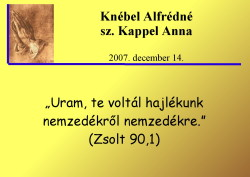 Knébel Alfrédné
sz. Kappel Anna
2007. december 14.
„Uram, te voltál hajlékunk
nemzedékről nemzedékre.”
(Zsolt 90,1)